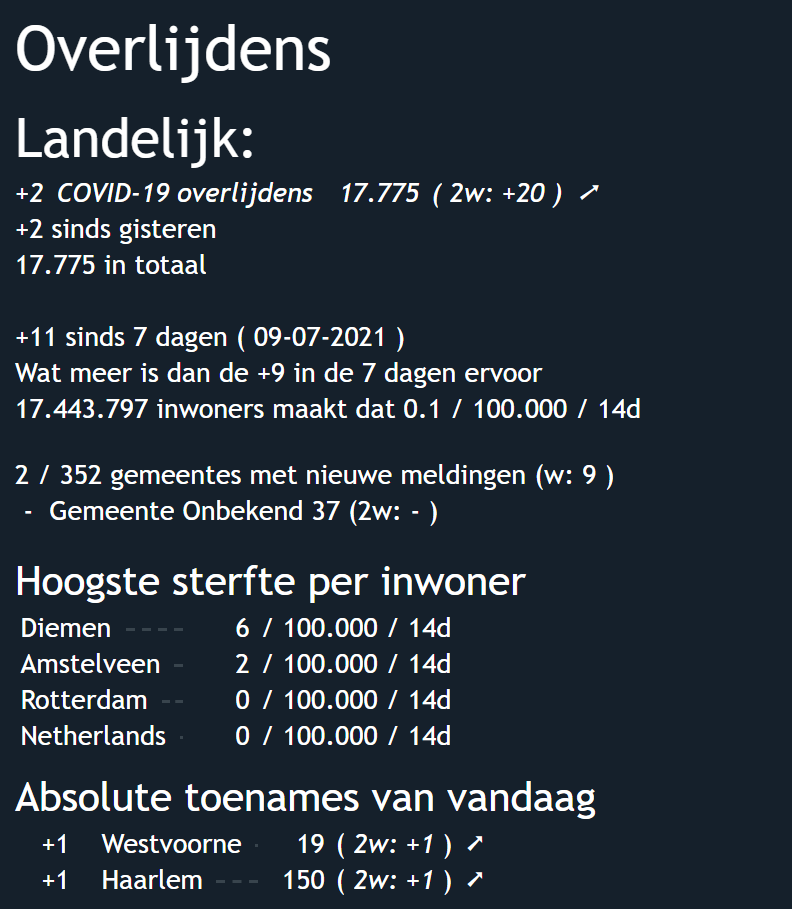 Overlijdens
Landelijk:
+2 COVID-19 overlijdens 17.775 ( 2w: +20 ) ➚
+2 sinds gisteren
17.775 in totaal
+11 sinds 7 dagen ( 09-07-2021 )
Wat meer is dan de +9 in de 7 dagen ervoor
17.443.797 inwoners maakt dat 0.1 / 100.000 / 14d
2 / 352 gemeentes met nieuwe meldingen (w: 9 )
- Gemeente Onbekend 37 (2w: - )
Hoogste sterfte per inwoner
Diemen ---- 6 / 100.000 / 14d
Amstelveen - 2 / 100.000 / 14d
Rotterdam -- 0 / 100.000 / 14d
Netherlands · 0 / 100.000 / 14d
Absolute toenames van vandaag
+1 Westvoorne · 19 ( 2w: +1 ) ➚
+1 Haarlem --- 150 ( 2w: +1 ) ➚